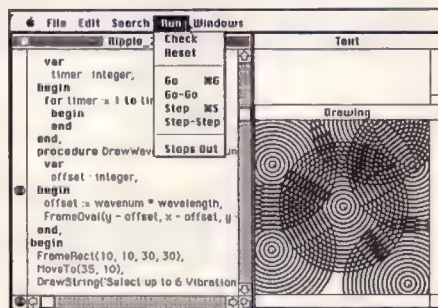 File Edit Search Run Windows
Ripple_
Check
Reset
Go ⌘G
Go-Go
Step ⌘S
Step-Step
Stops Out
var
timer : integer;
begin
for timer := 1 to
begin
end
end;
procedure
var
offset : integer;
begin
offset := wavenum * wavelength;
FrameOval(y - offset, x - offset, y
end;
begin
FrameRect(10, 10, 30, 30);
MoveTo(35, 10);
DrawString('Select up to 6 Vibration
Text
Drawing